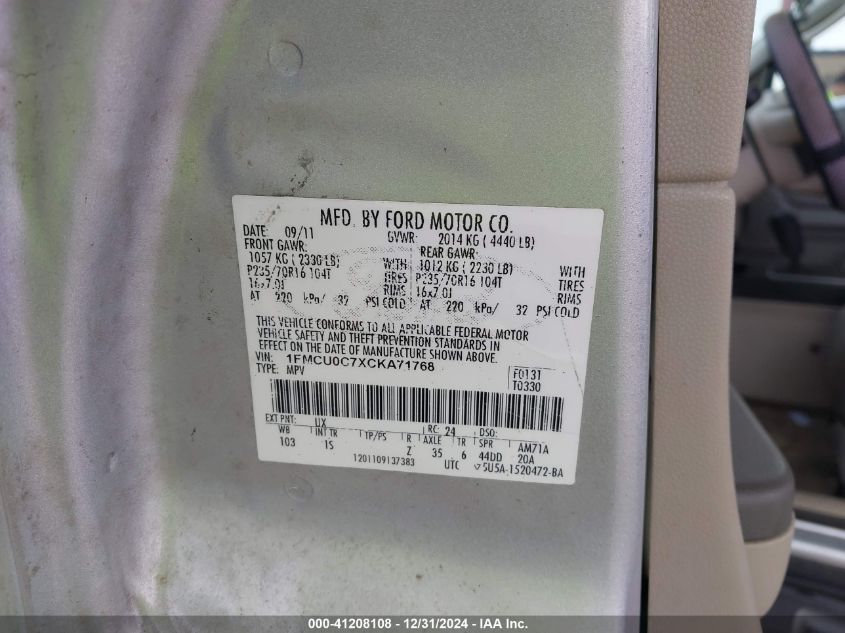 MFD. BY FORD MOTOR CO.
DATE: 09/11 GVWR: 2014 KG ( 4440 LB)
FRONT GAWR: REAR GAWR:
1057 KG ( 2330 LB) WITH 1012 KG ( 2230 LB) WITH
P235/70R16 104T TIRES P235/70R16 104T TIRES
16x7.0J RIMS 16x7.0J RIMS
AT 220 kPa/ 32 PSI COLD AT 220 kPa/ 32 PSI COLD
THIS VEHICLE CONFORMS TO ALL APPLICABLE FEDERAL MOTOR
VEHICLE SAFETY AND THEFT PREVENTION STANDARDS IN
EFFECT ON THE DATE OF MANUFACTURE SHOWN ABOVE.
VIN: 1FMCU0C7XCKA71768
TYPE: MPV
F0131
T0330
EXT PNT: UX RC: 24 DSO:
WB INT TR TP/PS R AXLE TR SPR AM71A
103 1S Z 35 6 44DD 20A
1201109137383 UTC 5U5A-1520472-BA
000-41208108 - 12/31/2024 - IAAI.com